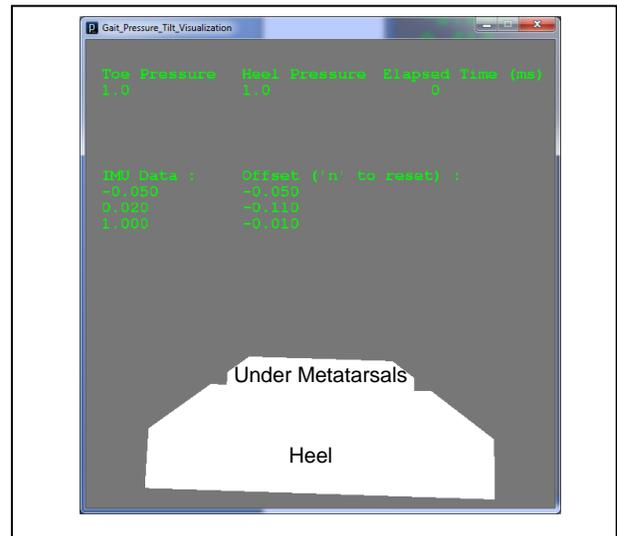 Gait_Pressure_Tilt_Visualization
Toe Pressure Heel Pressure Elapsed Time (ms)
1.0 1.0 0
IMU Data : Offset ('n' to reset) :
-0.050 -0.050
0.020 -0.110
1.000 -0.010
Under Metatarsals
Heel